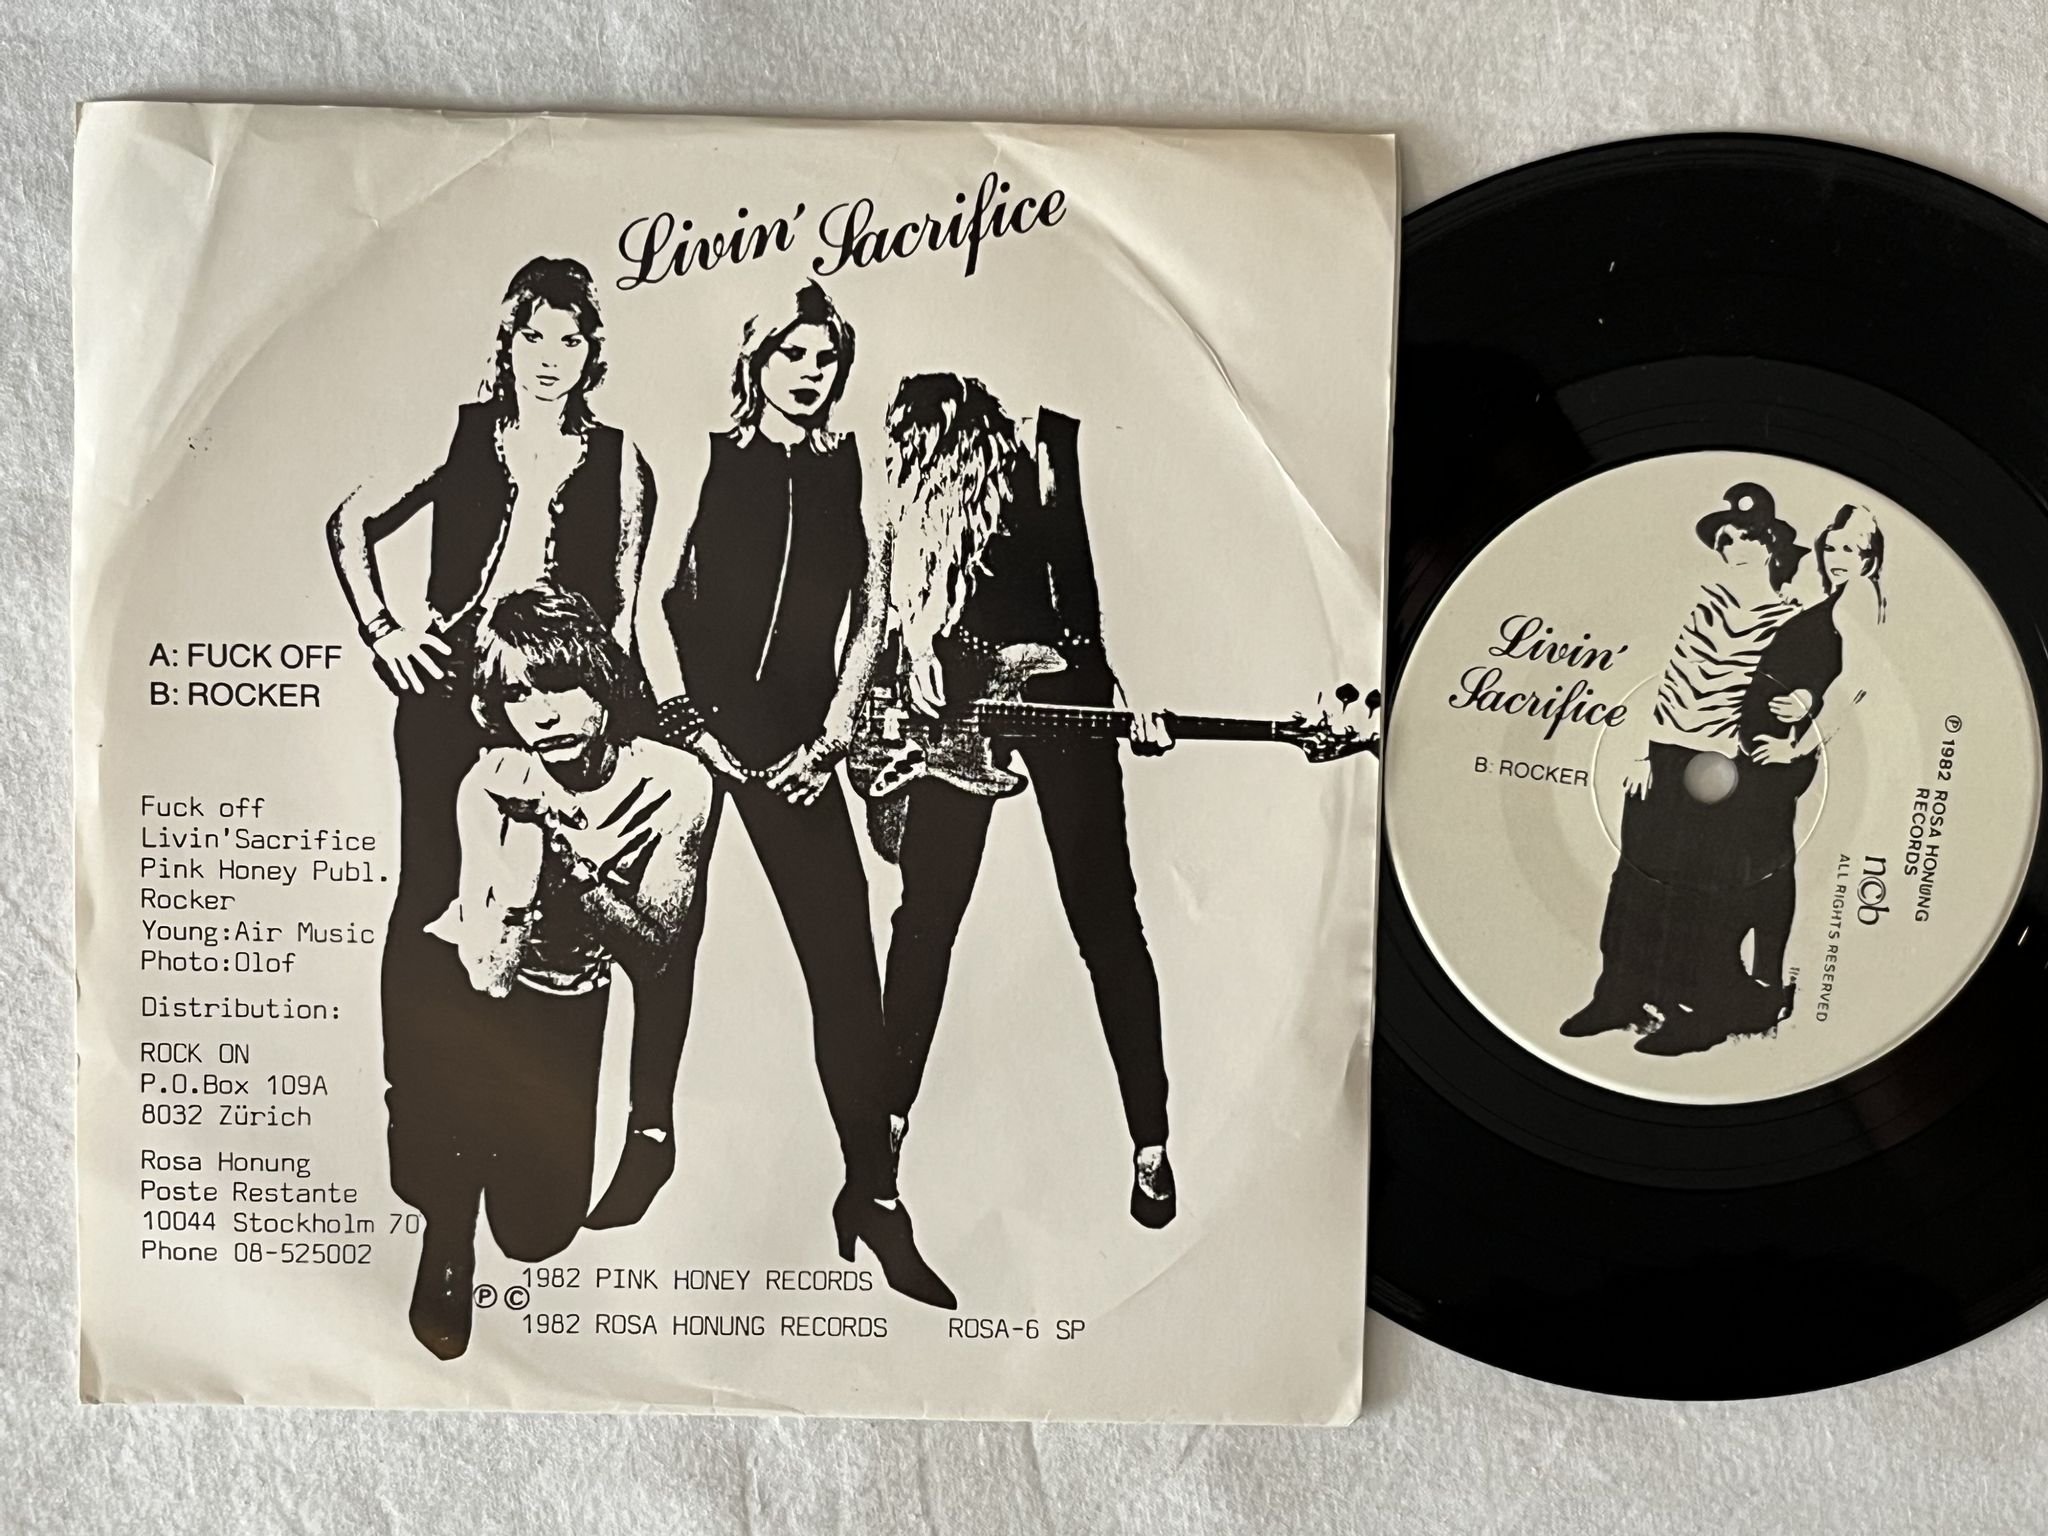 Livin' Sacrifice
A: FUCK OFF
B: ROCKER
Fuck off
Livin'Sacrifice
Pink Honey Publ.
Rocker
Young:Air Music
Photo:Olof
Distribution:
ROCK ON
P.O.Box 109A
8032 Zürich
Rosa Honung
Poste Restante
10044 Stockholm 70
Phone 08-525002
℗ © 1982 PINK HONEY RECORDS
1982 ROSA HONUNG RECORDS ROSA-6 SP
Livin'
Sacrifice
B: ROCKER
℗ 1982 ROSA HONUNG
RECORDS
n©b
ALL RIGHTS RESERVED